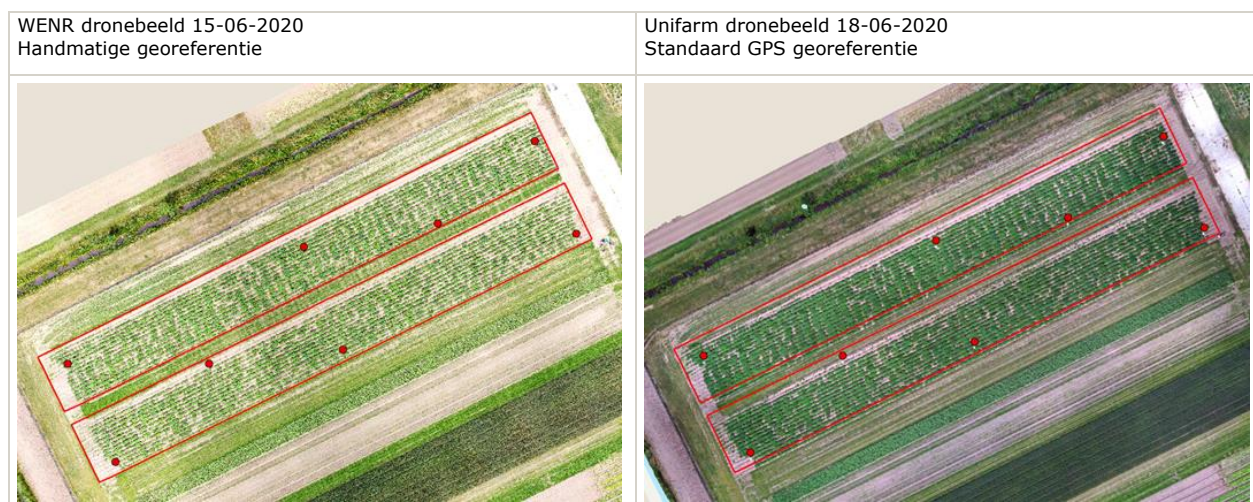 WENR dronebeeld 15-06-2020
Handmatige georeferentie
Unifarm dronebeeld 18-06-2020
Standaard GPS georeferentie